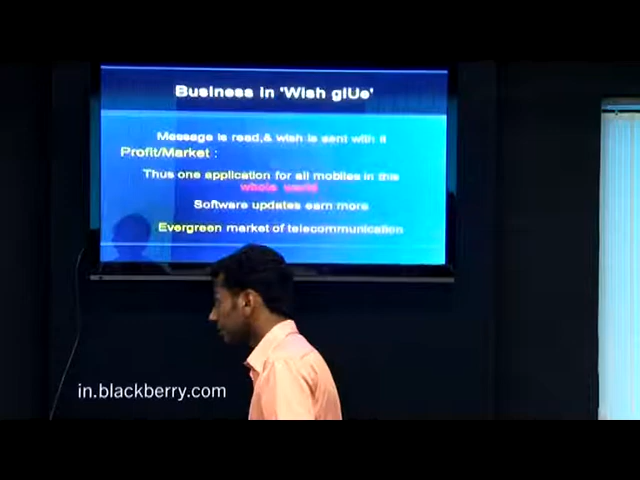 Business in 'Wish glUe'
Message is read,& wish is sent with it
Profit/Market :
Thus one application for all mobiles in this
whole world
Software updates earn more
Evergreen market of telecommunication
in.blackberry.com